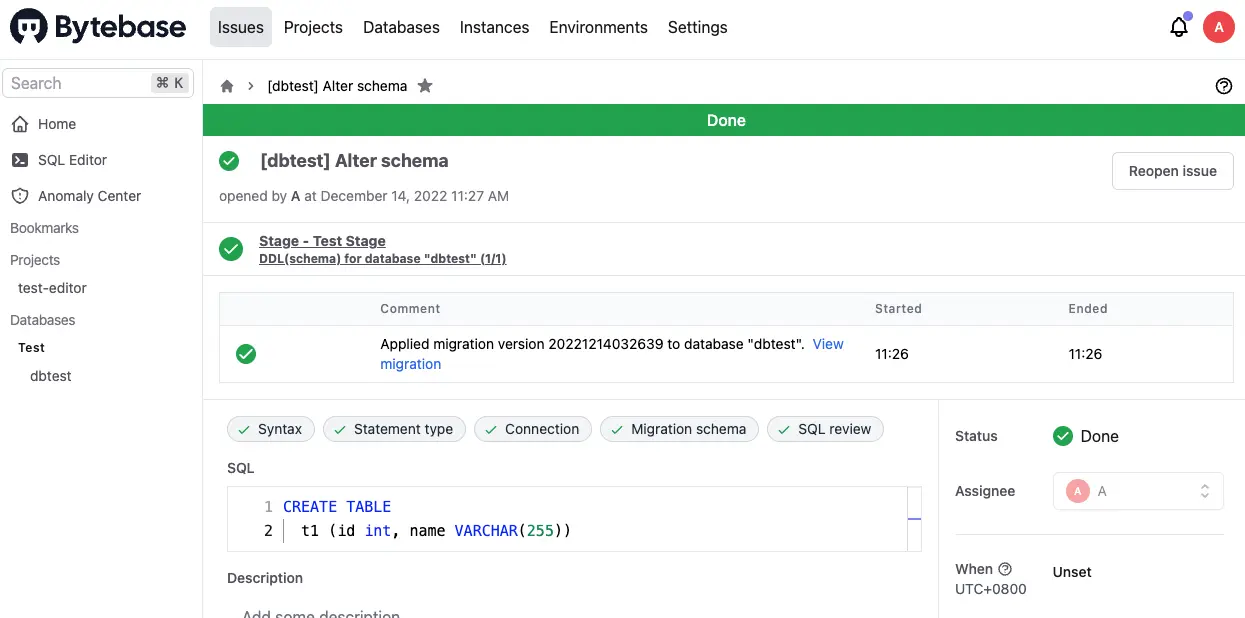 Bytebase
Issues Projects Databases Instances Environments Settings
A
Search ⌘ K
Home
SQL Editor
Anomaly Center
Bookmarks
Projects
test-editor
Databases
Test
dbtest
[dbtest] Alter schema
Done
[dbtest] Alter schema
opened by A at December 14, 2022 11:27 AM
Reopen issue
Stage - Test Stage
DDL(schema) for database "dbtest" (1/1)
Comment Started Ended
Applied migration version 20221214032639 to database "dbtest". View
migration
11:26 11:26
Syntax Statement type Connection Migration schema SQL review
SQL
1 CREATE TABLE
2 t1 (id int, name VARCHAR(255))
Description
Add some description
Status Done
Assignee A A
When Unset
UTC+0800